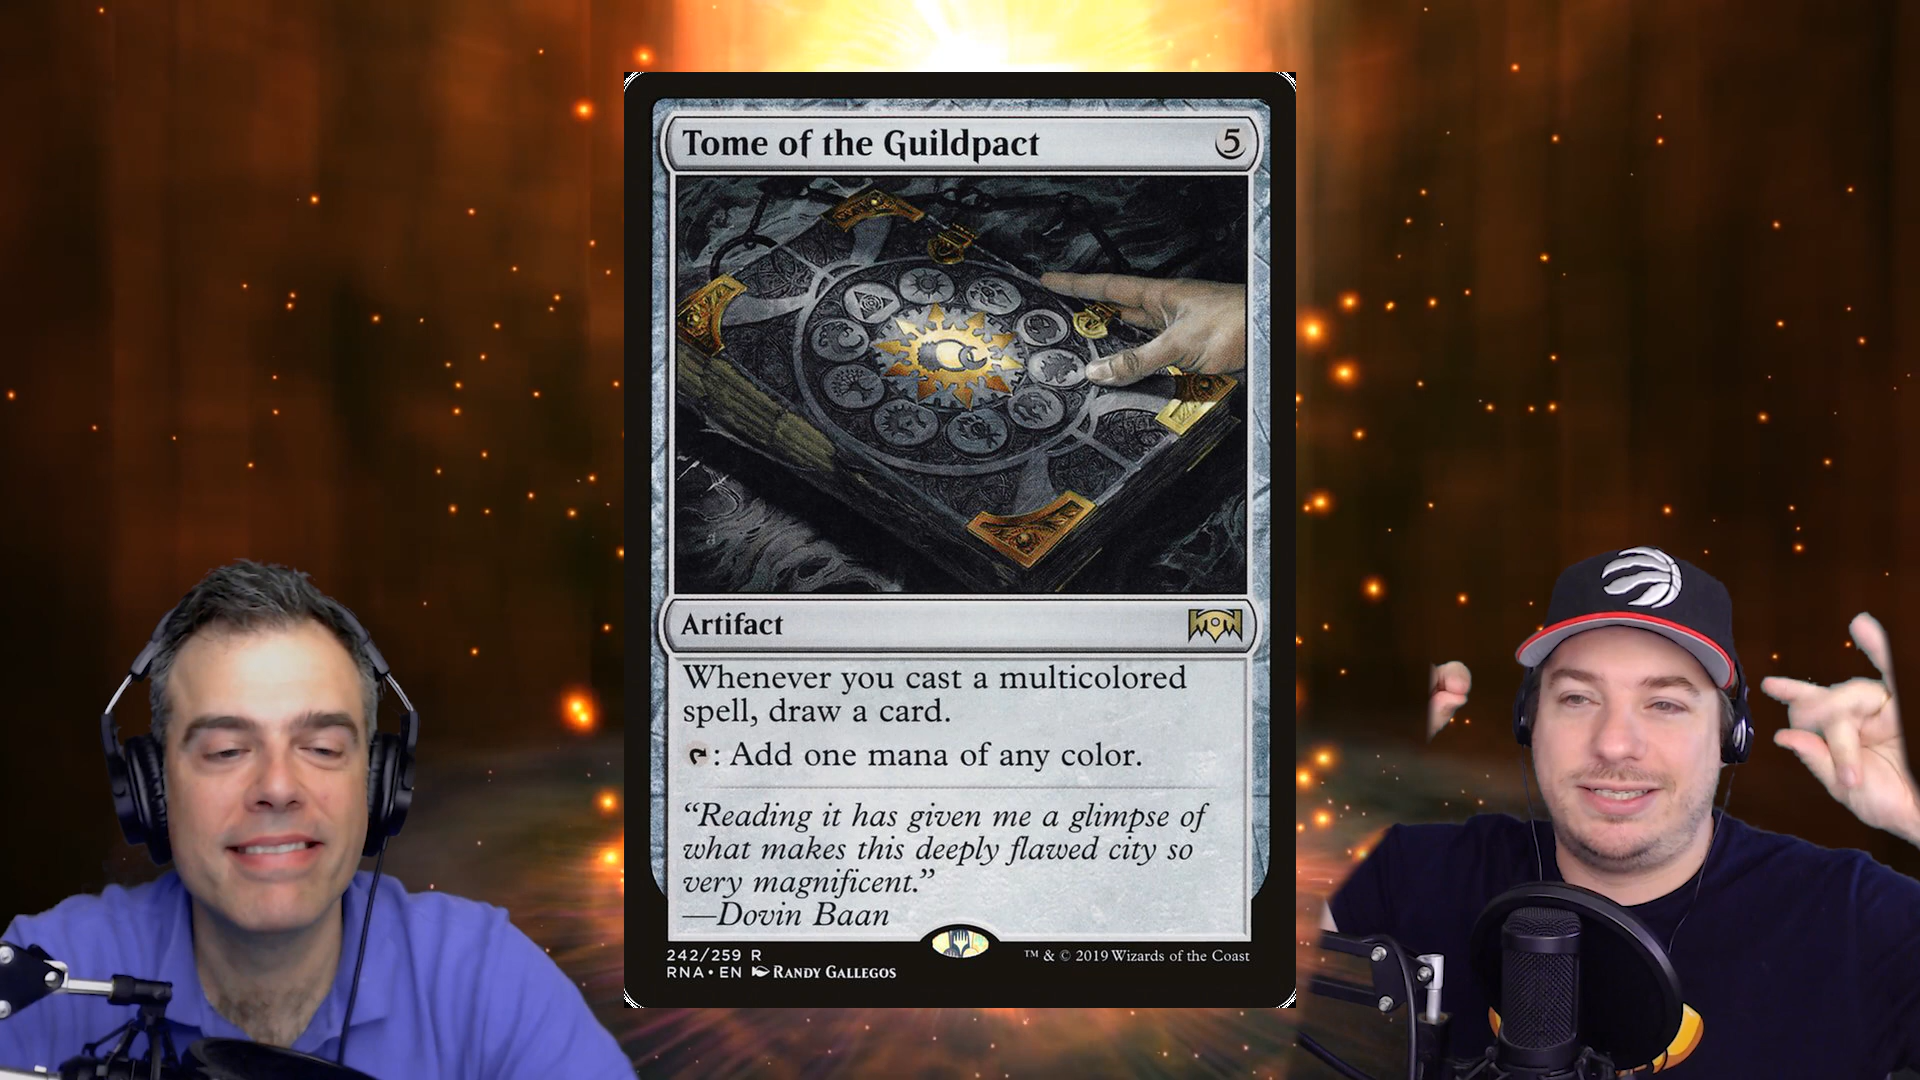 Tome of the Guildpact 5
Artifact
Whenever you cast a multicolored
spell, draw a card.
: Add one mana of any color.
“Reading it has given me a glimpse of
what makes this deeply flawed city so
very magnificent.”
—Dovin Baan
242/259 R
™ & © 2019 Wizards of the Coast
RNA • EN RANDY GALLEGOS